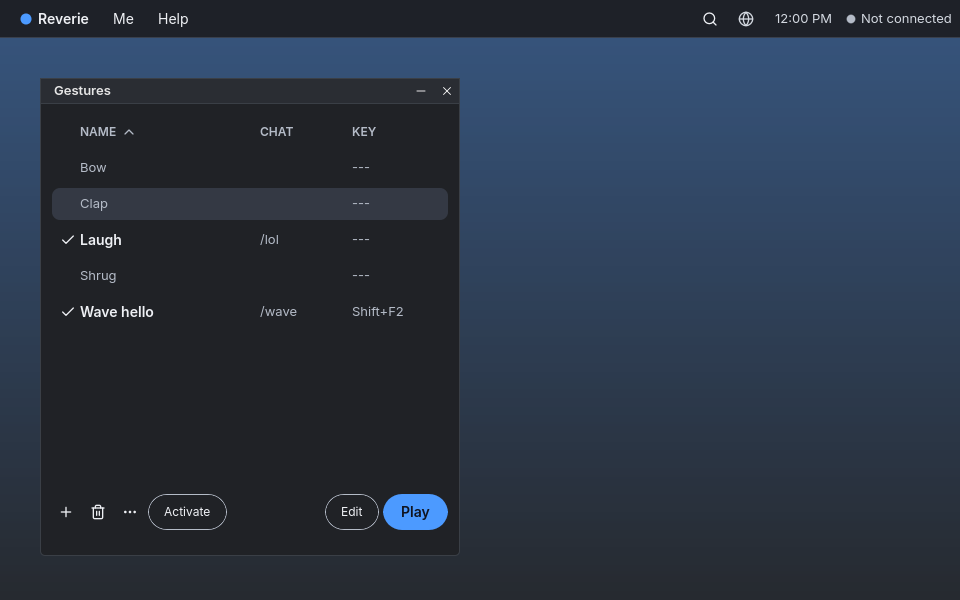 Reverie Me Help 12:00 PM Not connected
Gestures
NAME CHAT KEY
Bow ---
Clap ---
Laugh /lol ---
Shrug ---
Wave hello /wave Shift+F2
Activate Edit Play